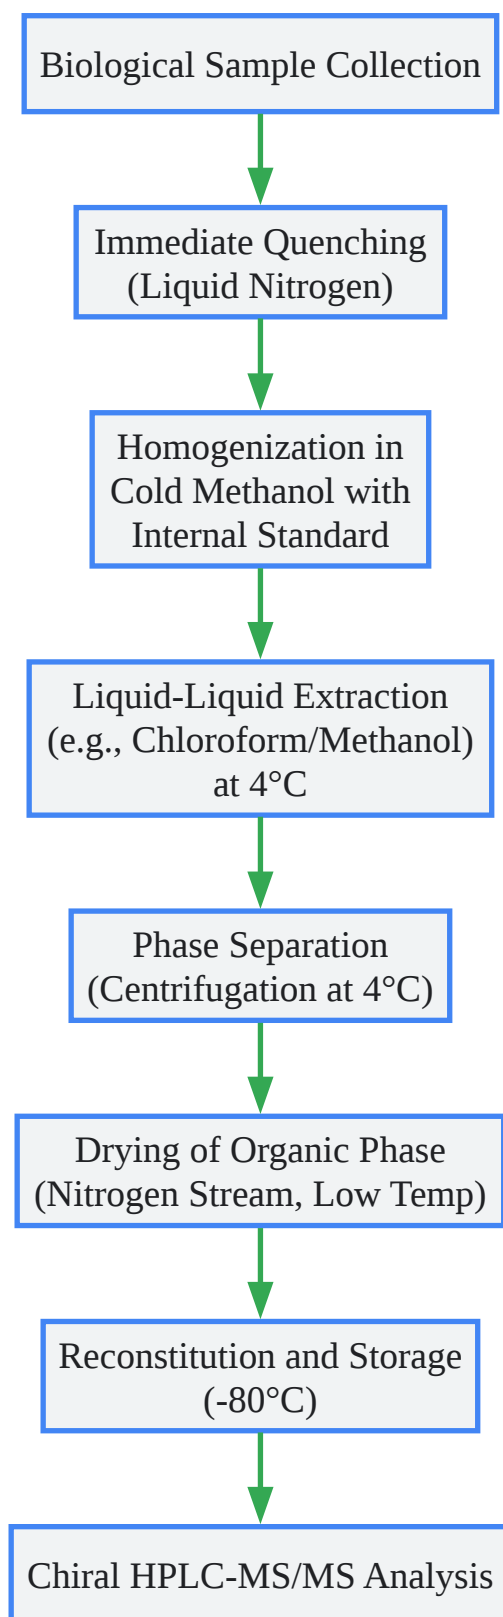 Biological Sample Collection
Immediate Quenching
(Liquid Nitrogen)
Homogenization in
Cold Methanol with
Internal Standard
Liquid-Liquid Extraction
(e.g., Chloroform/Methanol)
at 4°C
Phase Separation
(Centrifugation at 4°C)
Drying of Organic Phase
(Nitrogen Stream, Low Temp)
Reconstitution and Storage
(-80°C)
Chiral HPLC-MS/MS Analysis